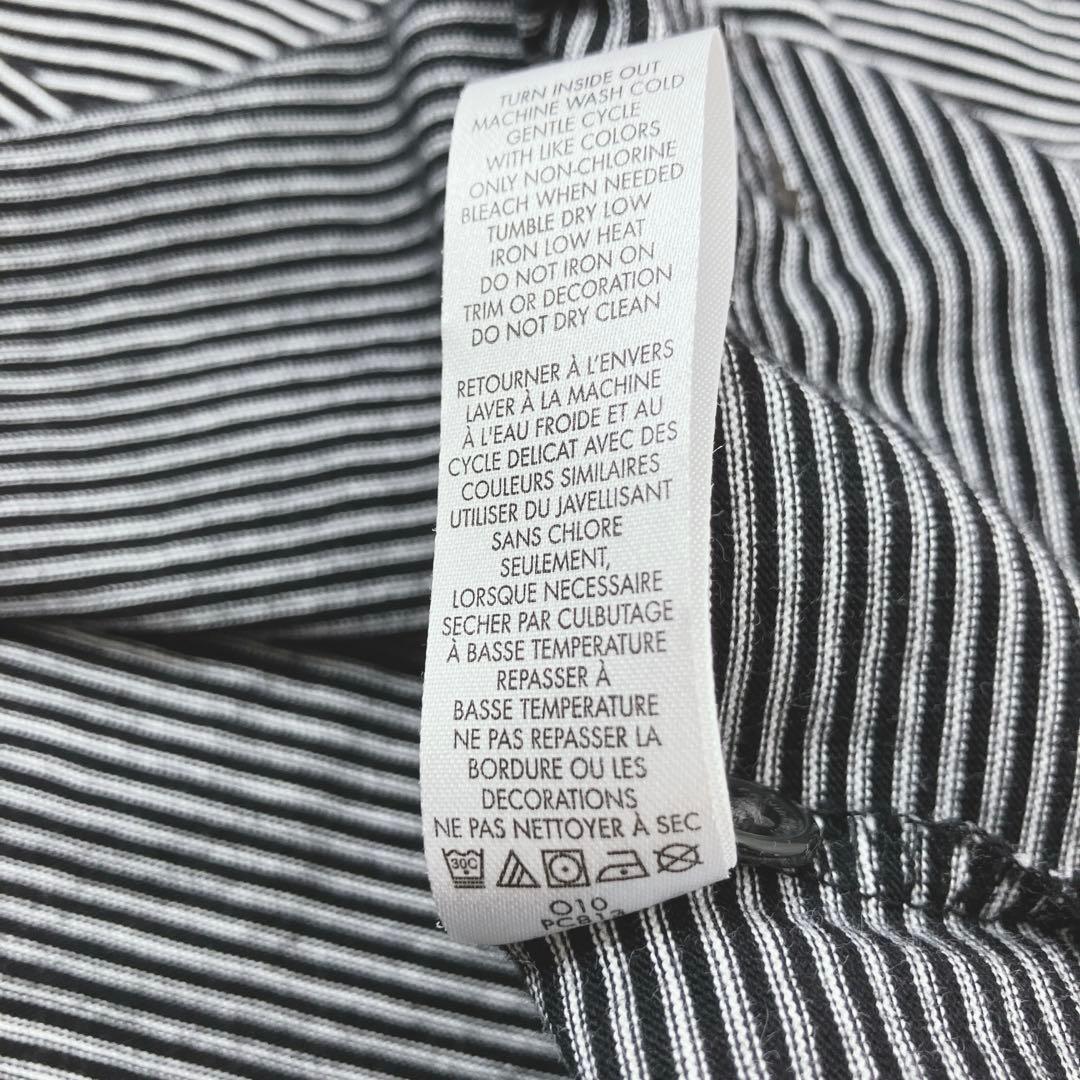 TURN INSIDE OUT
MACHINE WASH COLD
GENTLE CYCLE
WITH LIKE COLORS
ONLY NON-CHLORINE
BLEACH WHEN NEEDED
TUMBLE DRY LOW
IRON LOW HEAT
DO NOT IRON ON
TRIM OR DECORATION
DO NOT DRY CLEAN
RETOURNER À L'ENVERS
LAVER À LA MACHINE
À L'EAU FROIDE ET AU
CYCLE DELICAT AVEC DES
COULEURS SIMILAIRES
UTILISER DU JAVELLISANT
SANS CHLORE
SEULEMENT,
LORSQUE NECESSAIRE
SECHER PAR CULBUTAGE
À BASSE TEMPERATURE
REPASSER À
BASSE TEMPERATURE
NE PAS REPASSER LA
BORDURE OU LES
DECORATIONS
NE PAS NETTOYER À SEC
30C
010